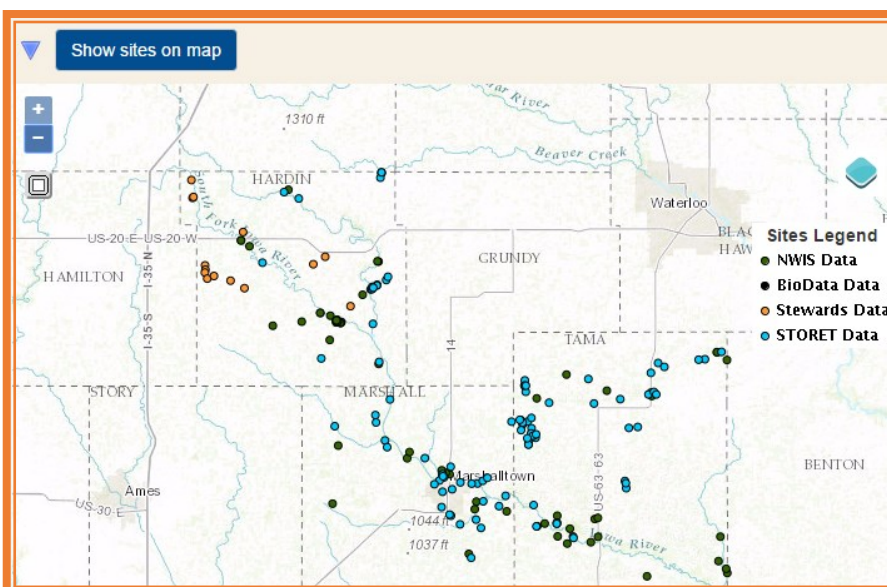 Show sites on map
+
−
1310 ft
Beaver Creek
HARDIN
South Fork Iowa River
Waterloo
US-20-E US-20-W
GRUNDY
HAMILTON
I-35-N
I-35-S
Sites Legend
NWIS Data
BioData Data
Stewards Data
STORET Data
TAMA
14
STORY
MARSHALL
BENTON
Marshalltown
Ames
US-30-E
US-63-63
1044 ft
1037 ft
Iowa River